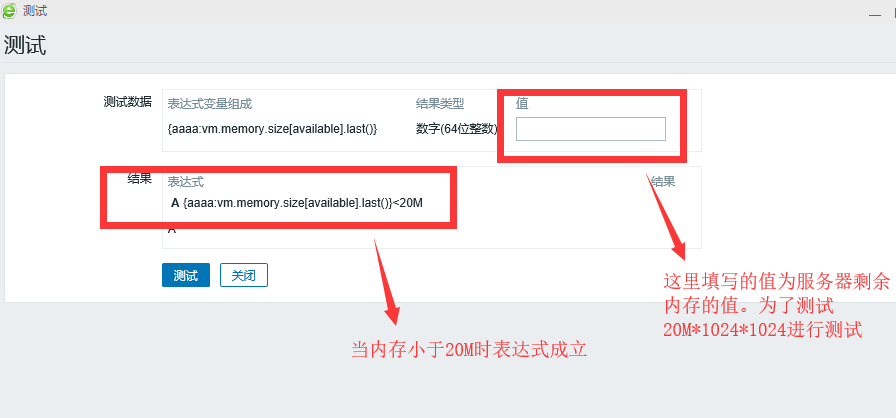 测试
测试
测试数据
表达式变量组成 结果类型 值
{aaaa:vm.memory.size[available].last()} 数字(64位整数)
结果
表达式 结果
A {aaaa:vm.memory.size[available].last()}<20M
A
测试 关闭
这里填写的值为服务器剩余
内存的值。为了测试
20M*1024*1024进行测试
当内存小于20M时表达式成立